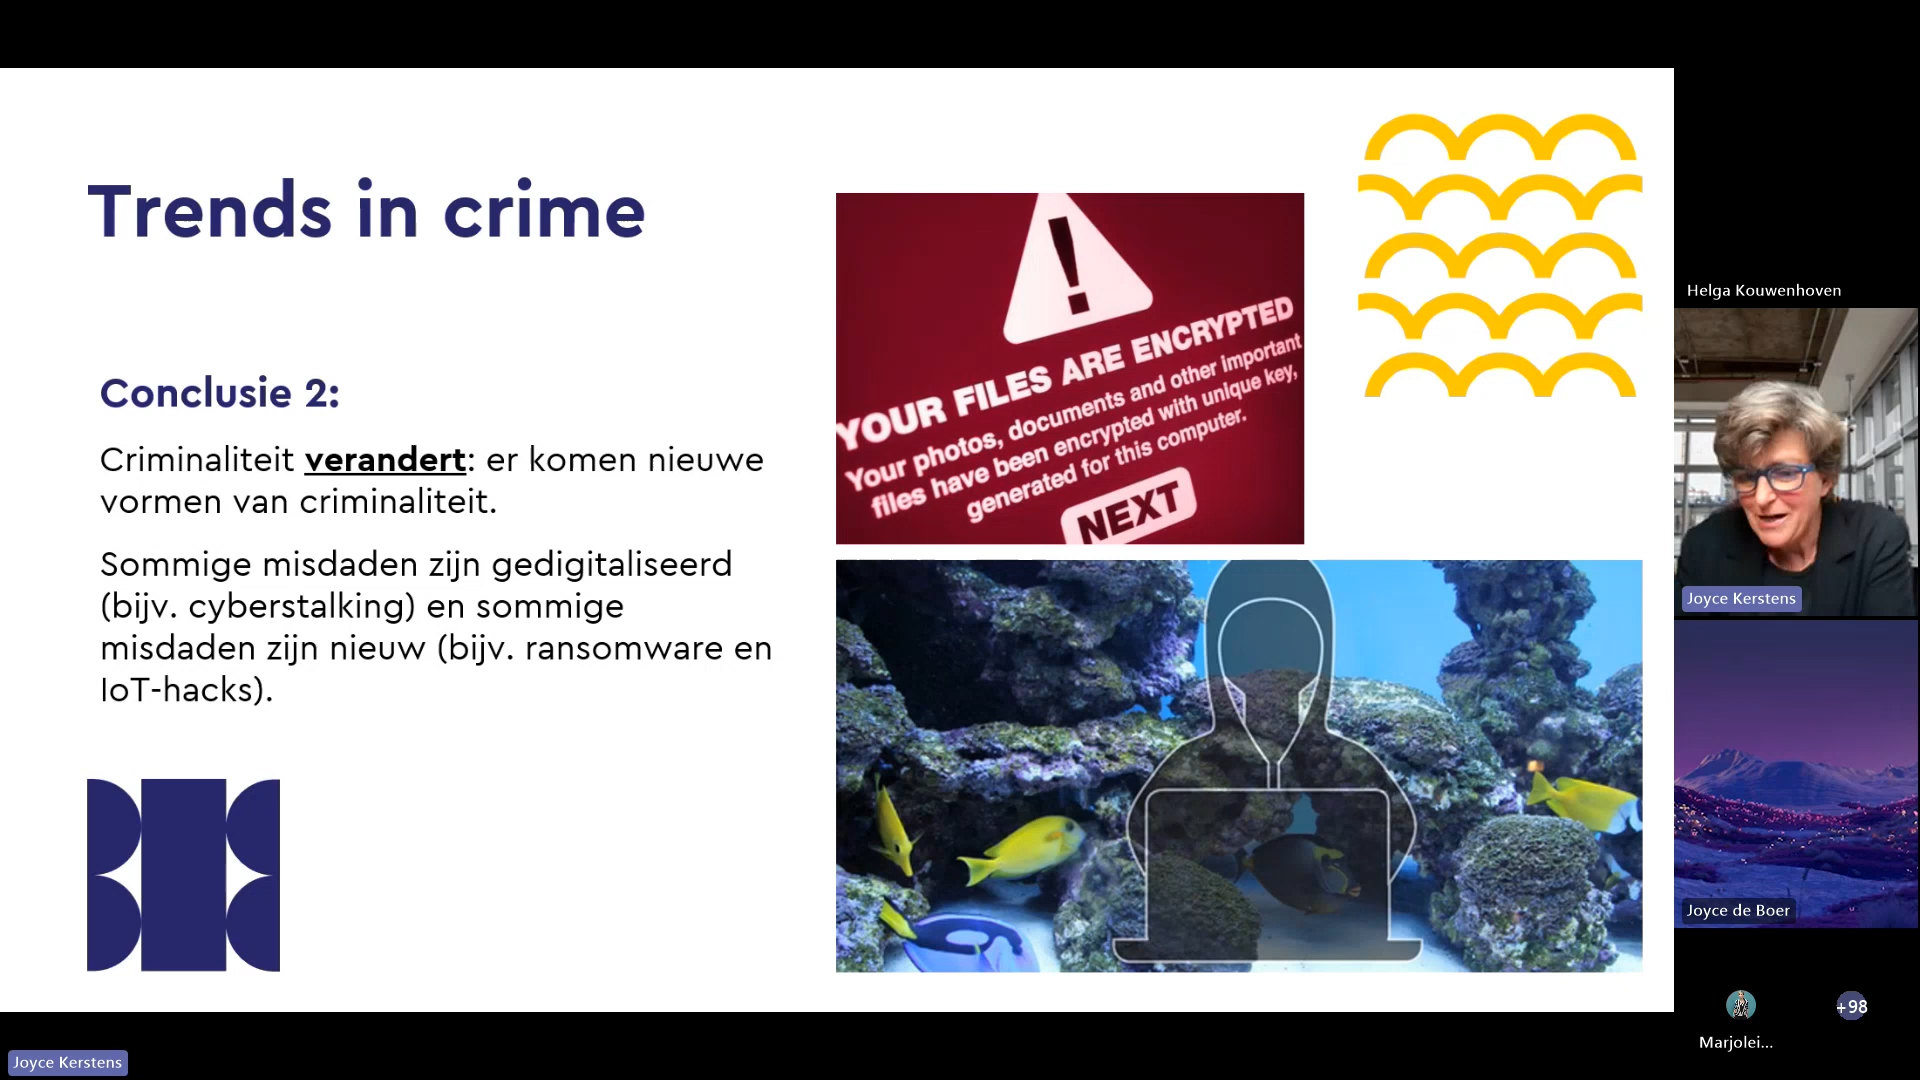 Trends in crime
Conclusie 2:
Criminaliteit verandert: er komen nieuwe
vormen van criminaliteit.
Sommige misdaden zijn gedigitaliseerd
(bijv. cyberstalking) en sommige
misdaden zijn nieuw (bijv. ransomware en
IoT-hacks).
!
YOUR FILES ARE ENCRYPTED
Your photos, documents and other important
files have been encrypted with unique key,
generated for this computer.
NEXT
Helga Kouwenhoven
Joyce Kerstens
Joyce de Boer
+98
Marjolei...
Joyce Kerstens